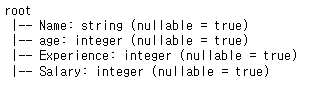 root
 |-- Name: string (nullable = true)
 |-- age: integer (nullable = true)
 |-- Experience: integer (nullable = true)
 |-- Salary: integer (nullable = true)